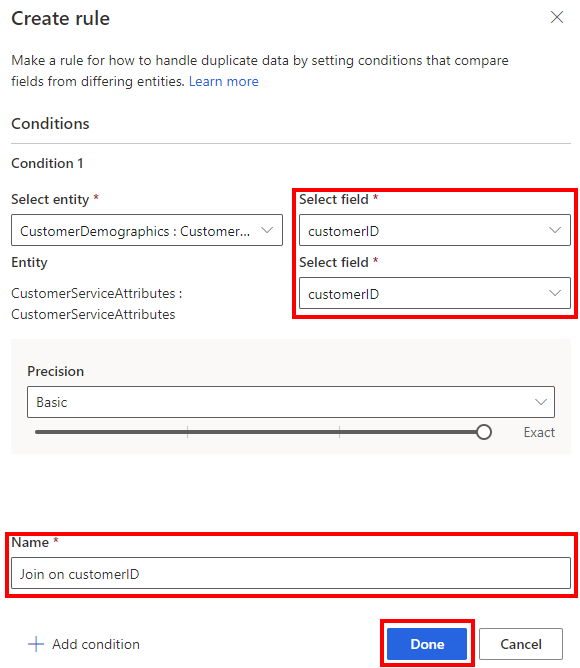 Create rule
Make a rule for how to handle duplicate data by setting conditions that compare
fields from differing entities. Learn more
Conditions
Condition 1
Select entity *
CustomerDemographics : Customer...
Select field *
customerID
Entity
CustomerServiceAttributes :
CustomerServiceAttributes
Select field *
customerID
Precision
Basic
Exact
Name *
Join on customerID
Add condition
Done
Cancel